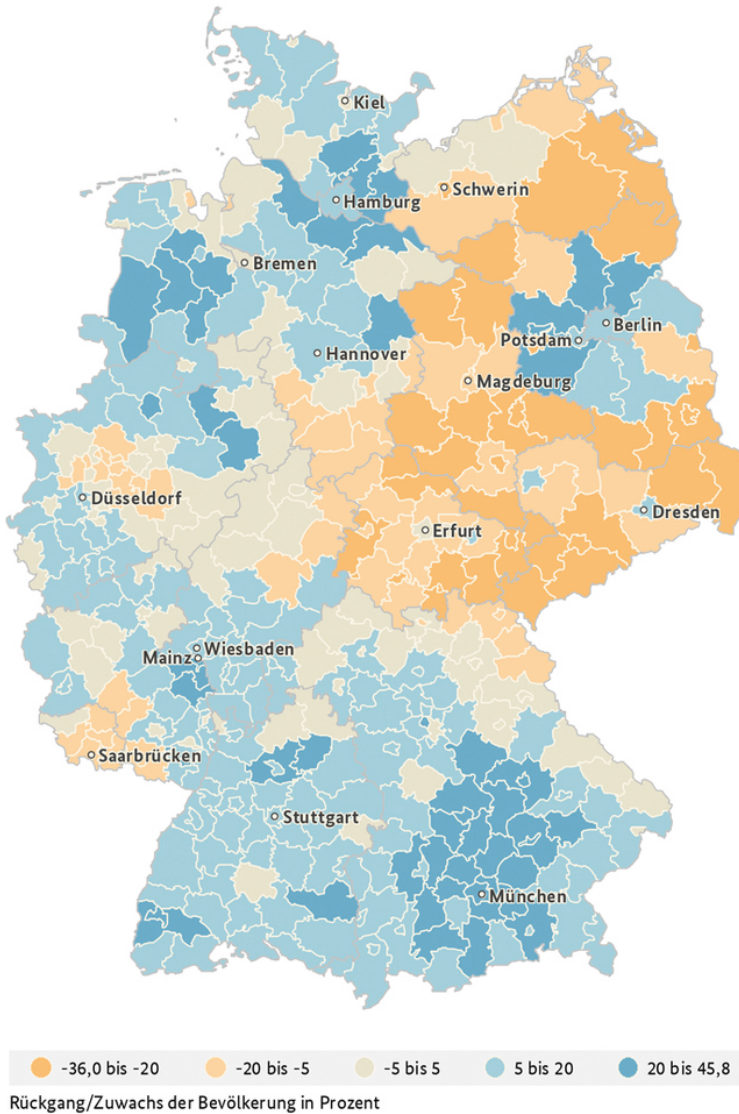 Kiel
Schwerin
Hamburg
Bremen
Berlin
Potsdam
Hannover
Magdeburg
Düsseldorf
Dresden
Erfurt
Wiesbaden
Mainz
Saarbrücken
Stuttgart
München
-36,0 bis -20 -20 bis -5 -5 bis 5 5 bis 20 20 bis 45,8
Rückgang/Zuwachs der Bevölkerung in Prozent